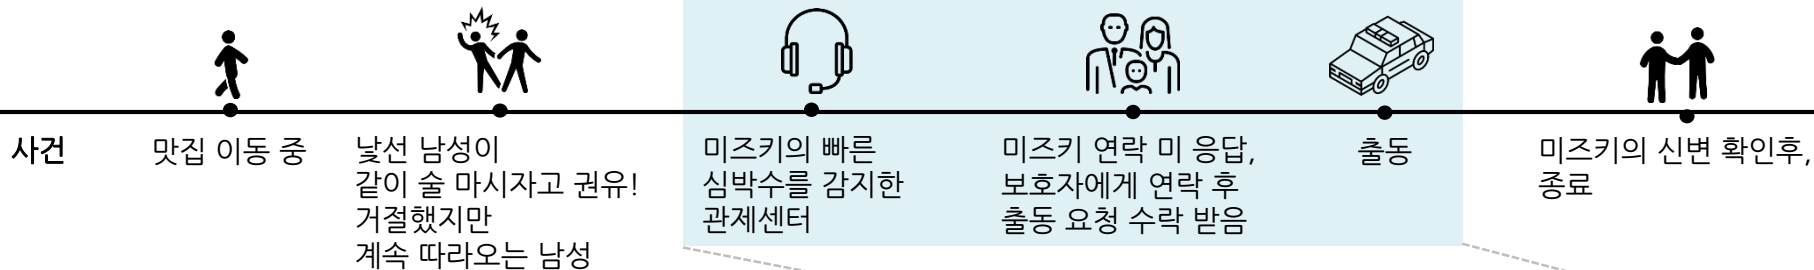 사건
맛집 이동 중
낯선 남성이
같이 술 마시자고 권유!
거절했지만
계속 따라오는 남성
미즈키의 빠른
심박수를 감지한
관제센터
미즈키 연락 미 응답,
보호자에게 연락 후
출동 요청 수락 받음
출동
미즈키의 신변 확인후,
종료